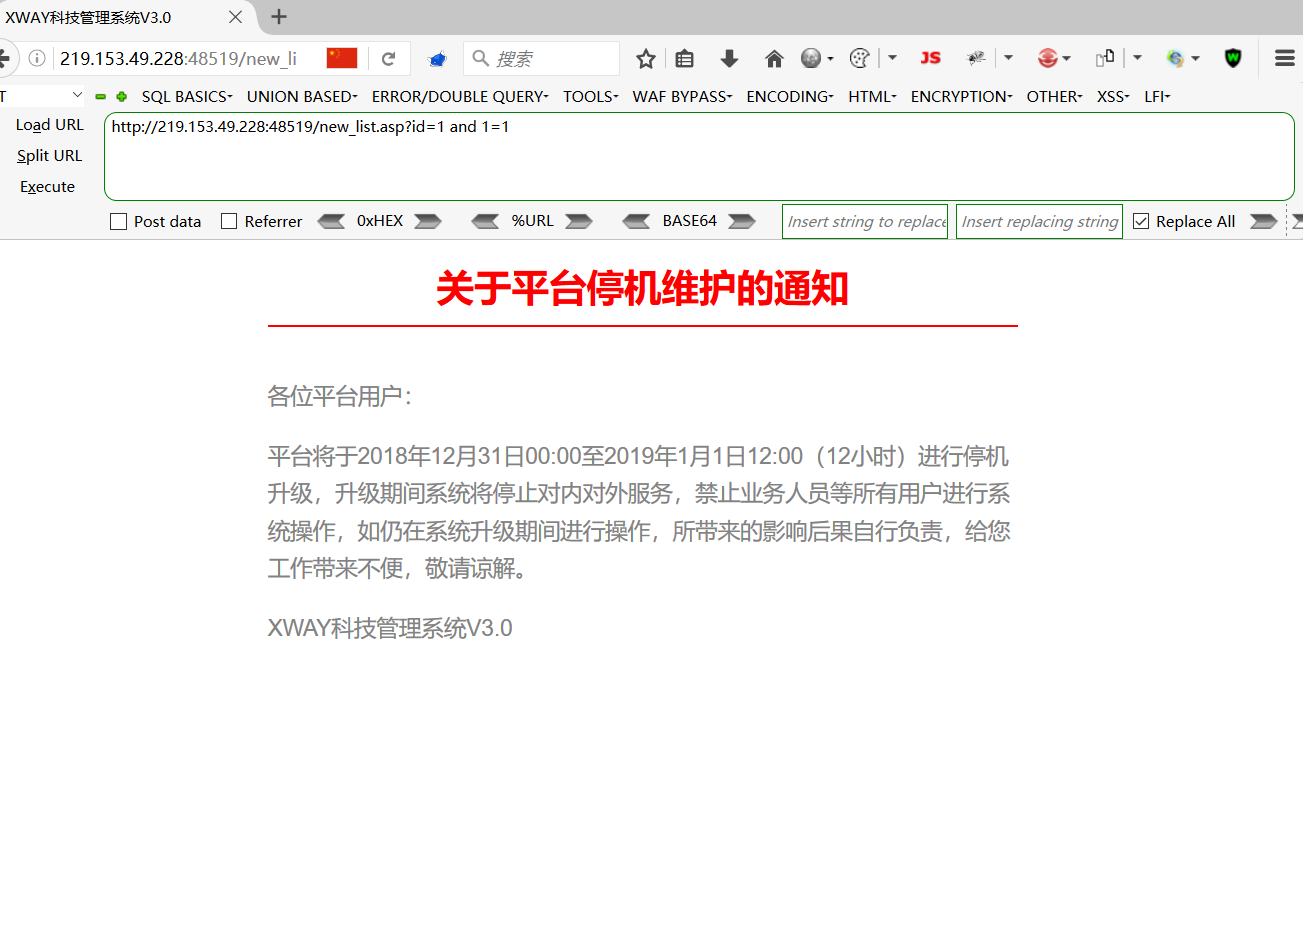 XWAY科技管理系统V3.0
219.153.49.228:48519/new_li
搜索
JS
T
SQL BASICS
UNION BASED
ERROR/DOUBLE QUERY
TOOLS
WAF BYPASS
ENCODING
HTML
ENCRYPTION
OTHER
XSS
LFI
Load URL
http://219.153.49.228:48519/new_list.asp?id=1 and 1=1
Split URL
Execute
Post data
Referrer
0xHEX
%URL
BASE64
Insert string to replace
Insert replacing string
Replace All
关于平台停机维护的通知
各位平台用户：
平台将于2018年12月31日00:00至2019年1月1日12:00（12小时）进行停机
升级，升级期间系统将停止对内对外服务，禁止业务人员等所有用户进行系
统操作，如仍在系统升级期间进行操作，所带来的影响后果自行负责，给您
工作带来不便，敬请谅解。
XWAY科技管理系统V3.0